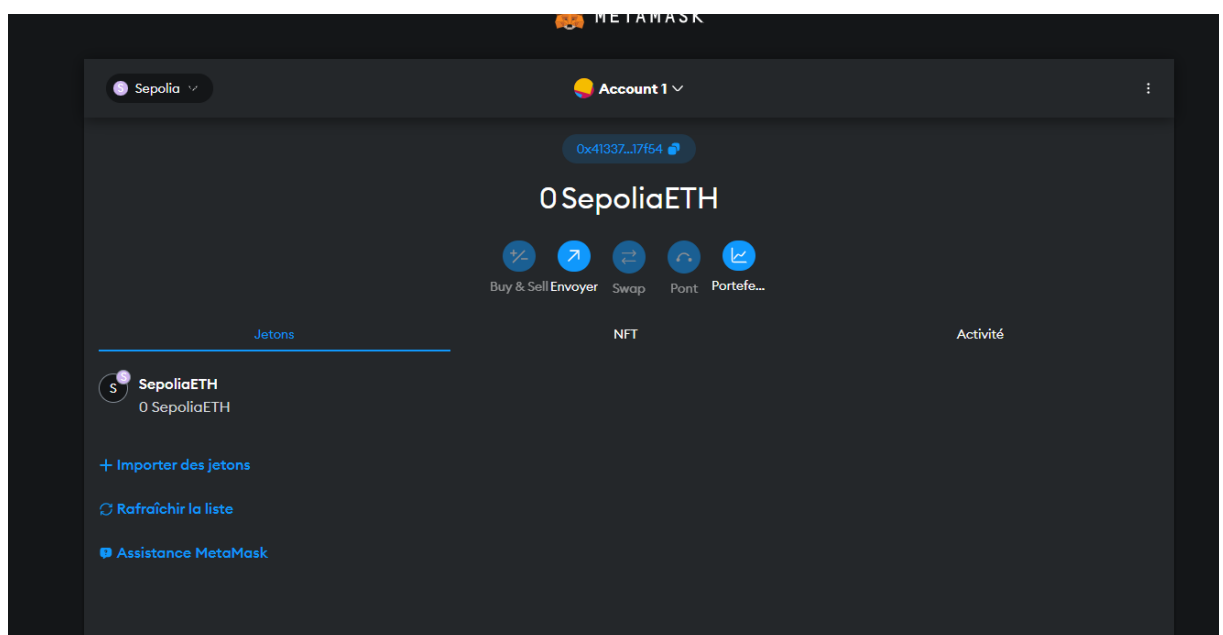 METAMASK
S Sepolia
Account 1
0x41337...17f54
0 SepoliaETH
Buy & Sell Envoyer Swap Pont Portefe...
Jetons NFT Activité
S S SepoliaETH
0 SepoliaETH
+ Importer des jetons
Rafraîchir la liste
Assistance MetaMask